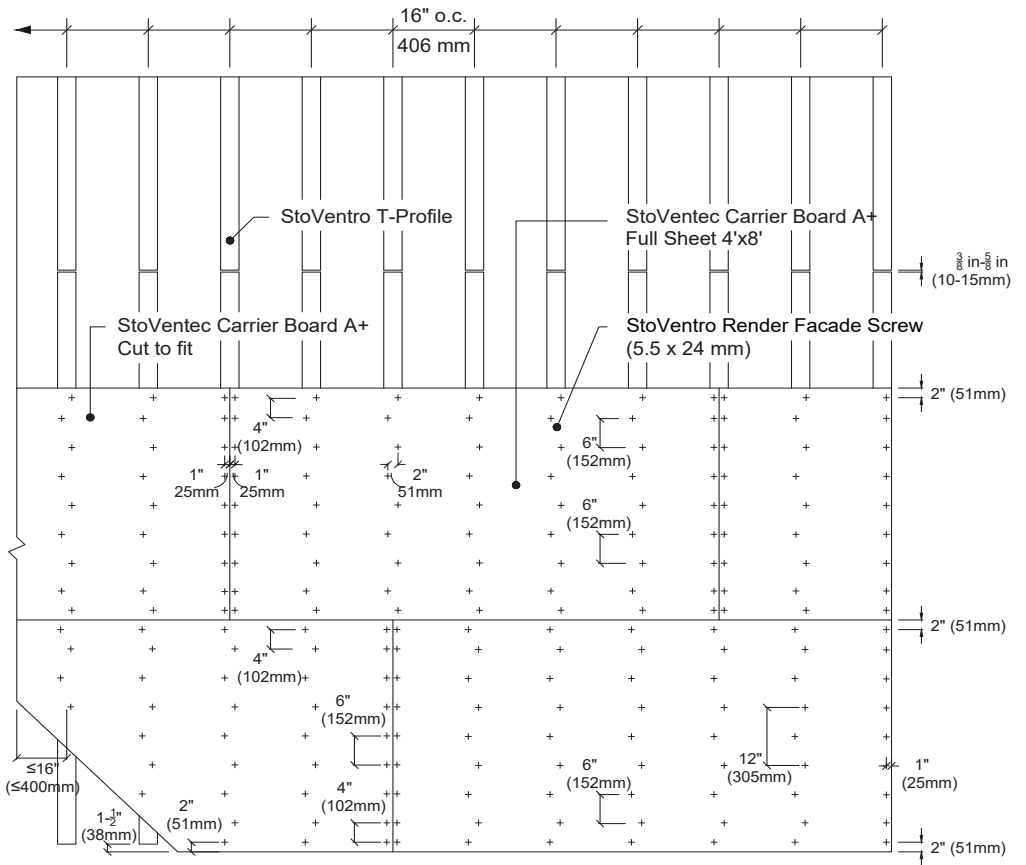 16" o.c.
406 mm
StoVentro T-Profile
StoVentec Carrier Board A+
Full Sheet 4'x8'
3/8 in-5/8 in
(10-15mm)
StoVentec Carrier Board A+
Cut to fit
StoVentro Render Facade Screw
(5.5 x 24 mm)
2" (51mm)
4"
(102mm)
6"
(152mm)
1"
25mm
1"
25mm
2"
51mm
6"
(152mm)
2" (51mm)
4"
(102mm)
6"
(152mm)
≤16"
(≤400mm)
12"
(305mm)
1"
(25mm)
6"
(152mm)
4"
(102mm)
1-1/2"
(38mm)
2"
(51mm)
2" (51mm)